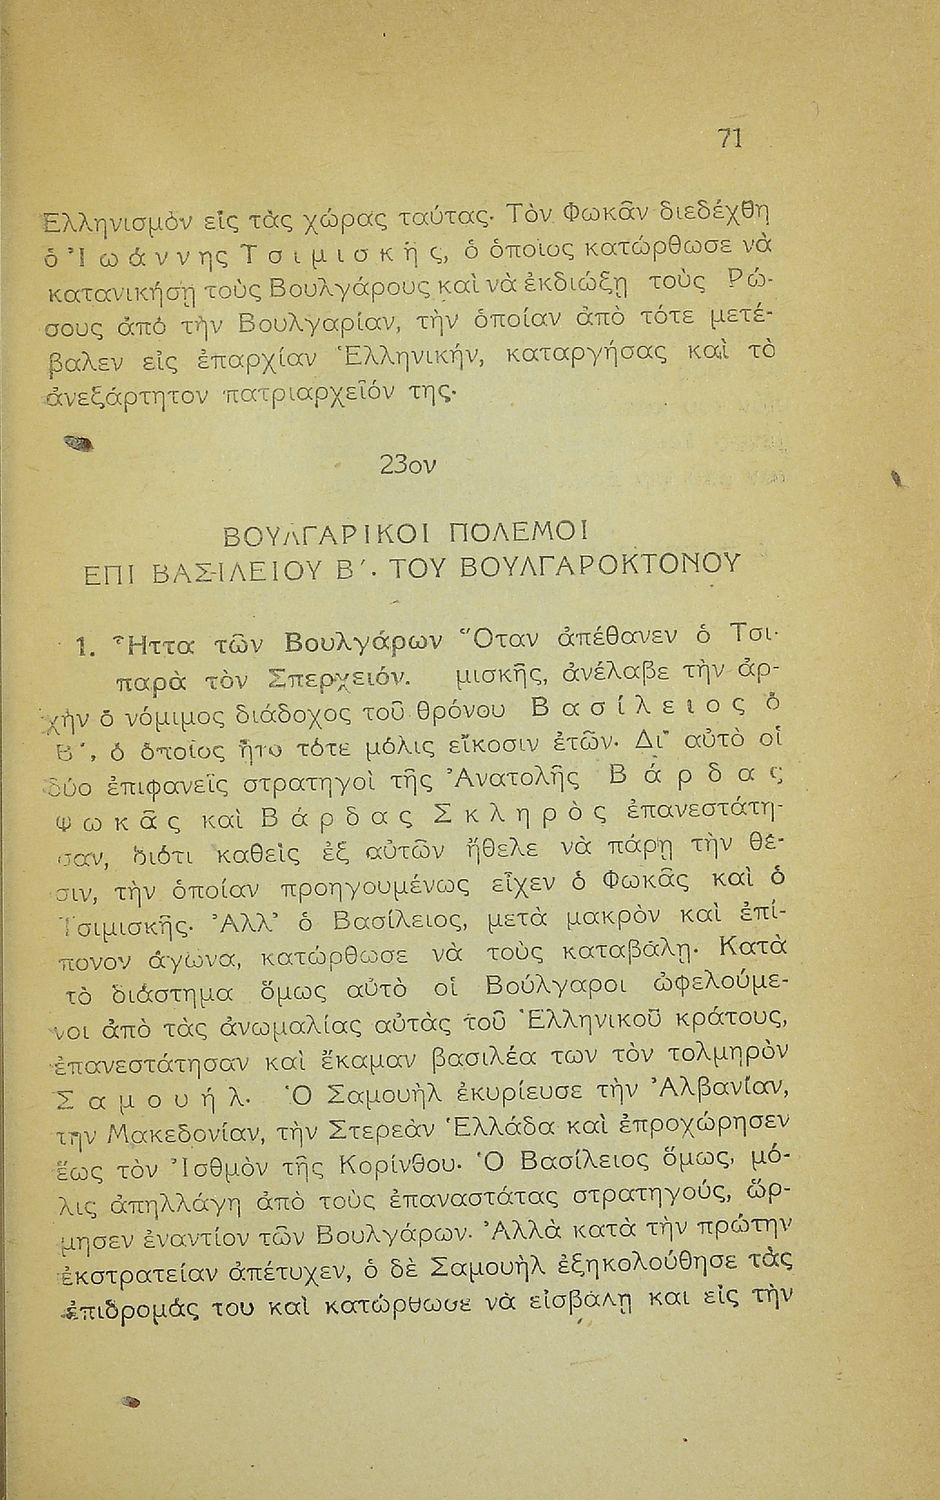 71
Ἑλληνισμὸν εἰς τὰς χώρας ταύτας. Τὸν Φωκᾶν διεδέχθη
ὁ Ἰ ω ά ν ν ης Τ σ ι μ ι σ κ ῆ ς, ὁ ὁποῖος κατώρθωσε νὰ
κατανικήσῃ τοὺς Βουλγάρους καὶ νὰ ἐκδιώξῃ τοὺς Ρώ-
σους ἀπὸ τὴν Βουλγαρίαν, τὴν ὁποίαν ἀπὸ τότε μετέ-
βαλεν εἰς ἐπαρχίαν Ἑλληνικήν, καταργήσας καὶ τὸ
ἀνεξάρτητον πατριαρχεῖόν της.
23ον
ΒΟΥΛΓΑΡΙΚΟΙ ΠΟΛΕΜΟΙ
ΕΠΙ ΒΑΣΙΛΕΙΟΥ Β΄. ΤΟΥ ΒΟΥΛΓΑΡΟΚΤΟΝΟΥ
1. Ἧττα τῶν Βουλγάρων Ὅταν ἀπέθανεν ὁ Τσι-
παρὰ τὸν Σπερχειόν. μισκῆς, ἀνέλαβε τὴν ἀρ-
χὴν ὁ νόμιμος διάδοχος τοῦ θρόνου Β α σ ί λ ε ι ο ς ὁ
Β΄, ὁ ὁποῖος ἦτο τότε μόλις εἴκοσιν ἐτῶν. Δι' αὐτὸ οἱ
δύο ἐπιφανεῖς στρατηγοὶ τῆς Ἀνατολῆς Β ά ρ δ α ς
Φ ω κ ᾶ ς καὶ Β ά ρ δ α ς Σ κ λ η ρ ὸ ς ἐπανεστάτη-
σαν, διότι καθεὶς ἐξ αὐτῶν ἤθελε νὰ πάρῃ τὴν θέ-
σιν, τὴν ὁποίαν προηγουμένως εἶχεν ὁ Φωκᾶς καὶ ὁ
Τσιμισκῆς. Ἀλλ' ὁ Βασίλειος, μετὰ μακρὸν καὶ ἐπί-
πονον ἀγῶνα, κατώρθωσε νὰ τοὺς καταβάλῃ. Κατὰ
τὸ διάστημα ὅμως αὐτὸ οἱ Βούλγαροι ὠφελούμε-
νοι ἀπὸ τὰς ἀνωμαλίας αὐτὰς τοῦ Ἑλληνικοῦ κράτους,
ἐπανεστάτησαν καὶ ἔκαμαν βασιλέα των τὸν τολμηρὸν
Σ α μ ο υ ὴ λ. Ὁ Σαμουὴλ ἐκυρίευσε τὴν Ἀλβανίαν,
τὴν Μακεδονίαν, τὴν Στερεὰν Ἑλλάδα καὶ ἐπροχώρησεν
ἕως τὸν Ἰσθμὸν τῆς Κορίνθου. Ὁ Βασίλειος ὅμως, μό-
λις ἀπηλλάγη ἀπὸ τοὺς ἐπαναστάτας στρατηγούς, ὥρ-
μησεν ἐναντίον τῶν Βουλγάρων. Ἀλλὰ κατὰ τὴν πρώτην
ἐκστρατείαν ἀπέτυχεν, ὁ δὲ Σαμουὴλ ἐξηκολούθησε τὰς
ἐπιδρομάς του καὶ κατώρθωσε νὰ εἰσβάλῃ και εἰς τὴν